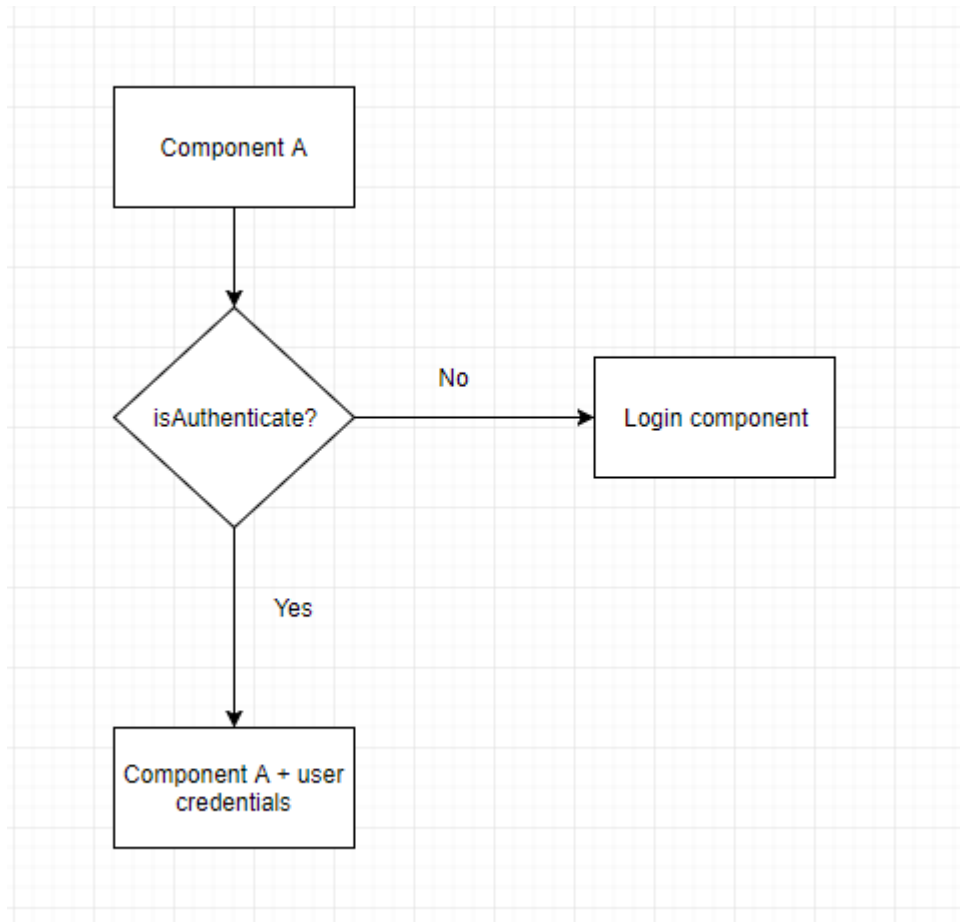 Component A
No
isAuthenticate?
Login component
Yes
Component A + user
credentials